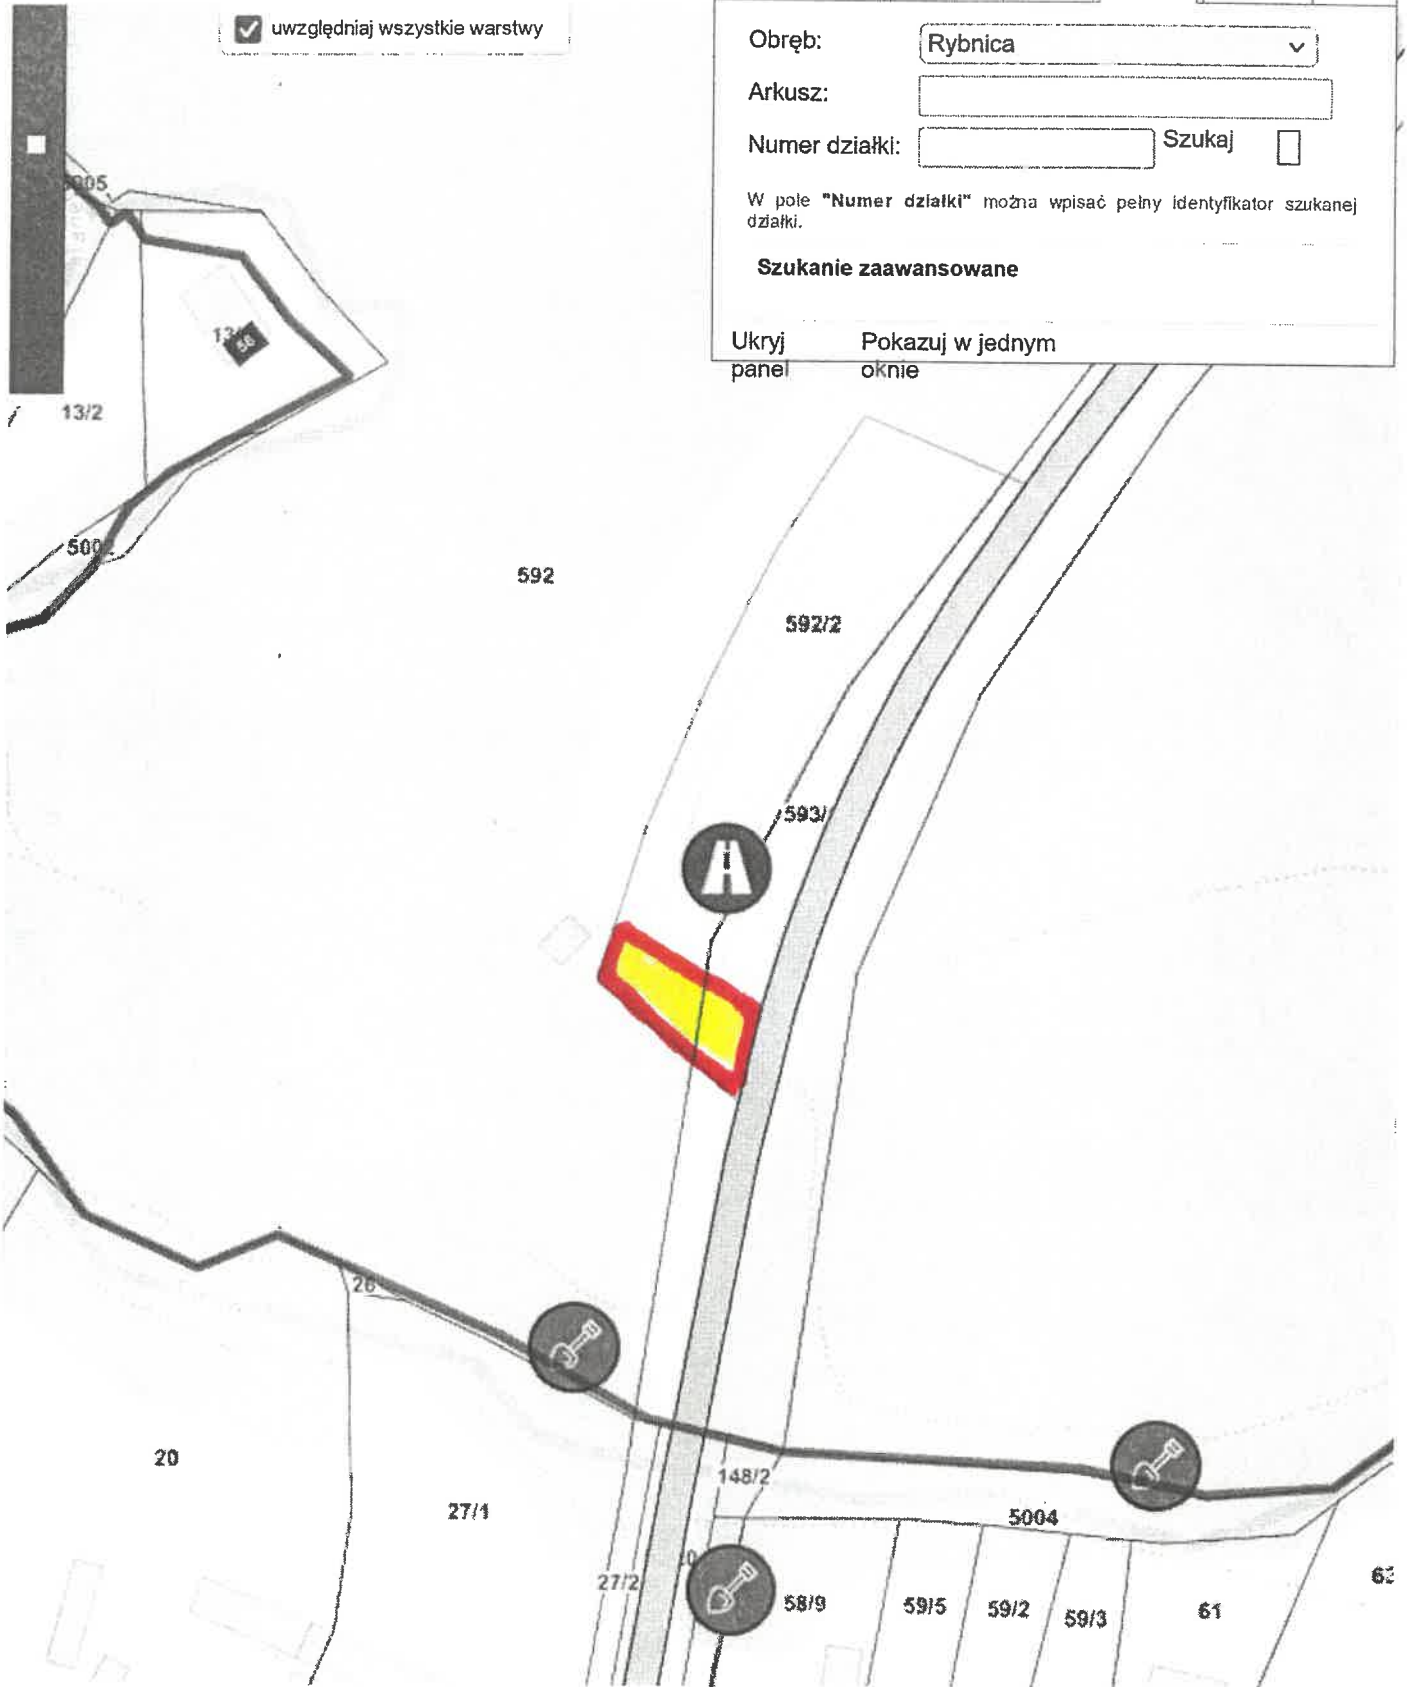 uwzględniaj wszystkie warstwy
Obręb:
Rybnica
Arkusz:
Numer działki:
Szukaj
W pole "Numer działki" można wpisać pełny identyfikator szukanej
działki.
Szukanie zaawansowane
Ukryj
panel
Pokazuj w jednym
oknie
13/2
592
592/2
593/
26
20
27/1
148/2
5004
27/2
58/9
59/5
59/2
59/3
61